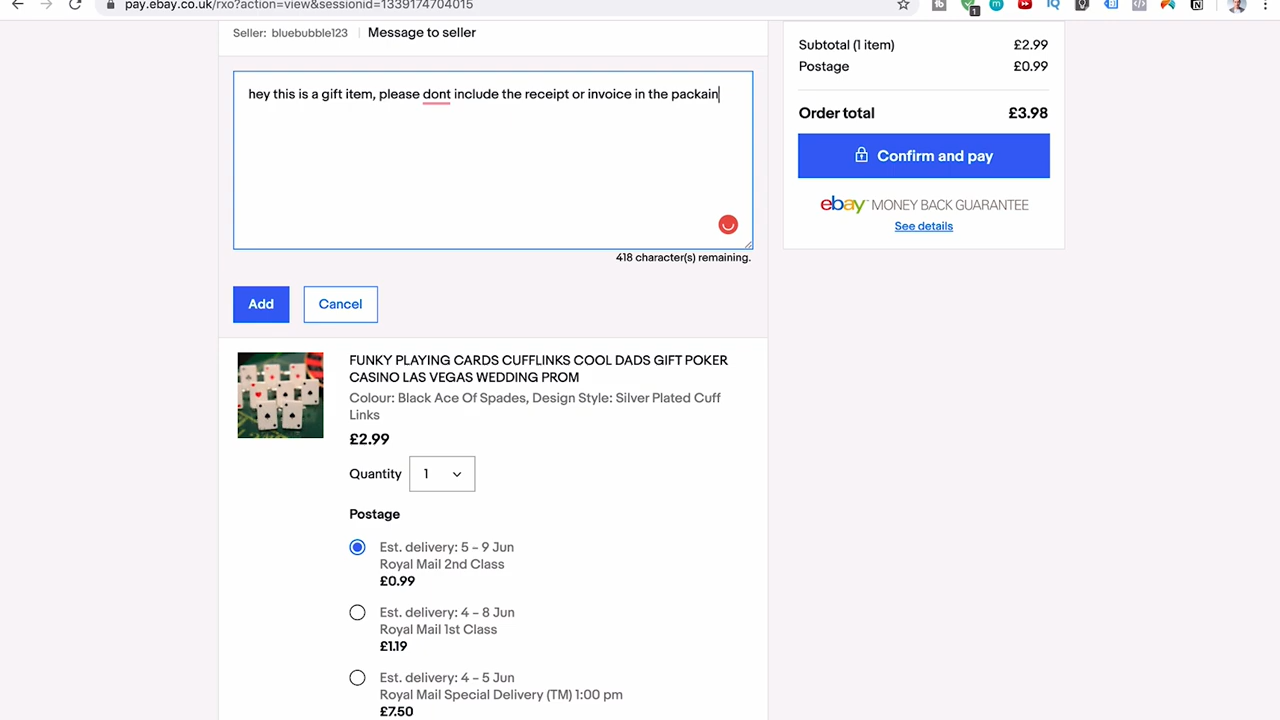 pay.ebay.co.uk/rxo?action=view&sessionid=1339174704015
Seller: bluebubble123 Message to seller
hey this is a gift item, please dont include the receipt or invoice in the packain
418 character(s) remaining.
Add Cancel
FUNKY PLAYING CARDS CUFFLINKS COOL DADS GIFT POKER
CASINO LAS VEGAS WEDDING PROM
Colour: Black Ace Of Spades, Design Style: Silver Plated Cuff
Links
£2.99
Quantity 1
Postage
Est. delivery: 5 – 9 Jun
Royal Mail 2nd Class
£0.99
Est. delivery: 4 – 8 Jun
Royal Mail 1st Class
£1.19
Est. delivery: 4 – 5 Jun
Royal Mail Special Delivery (TM) 1:00 pm
£7.50
Subtotal (1 item) £2.99
Postage £0.99
Order total £3.98
Confirm and pay
ebay MONEY BACK GUARANTEE
See details